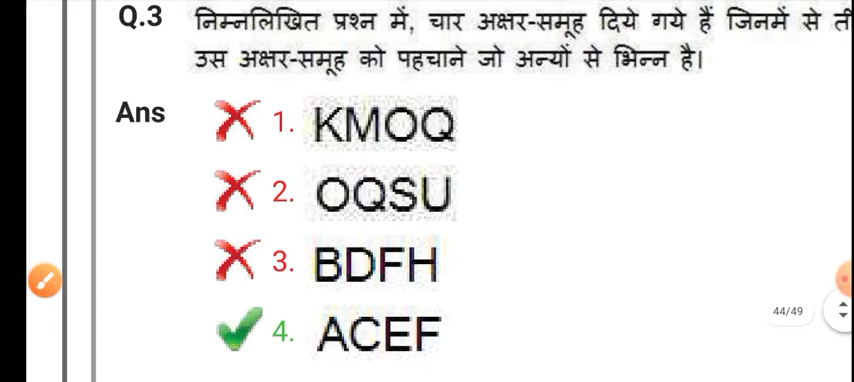 Q.3 निम्नलिखित प्रश्न में, चार अक्षर-समूह दिये गये हैं जिनमें से
उस अक्षर-समूह को पहचाने जो अन्यों से भिन्न है।
Ans 1. KMOQ
2. OQSU
3. BDFH
4. ACEF
44/49